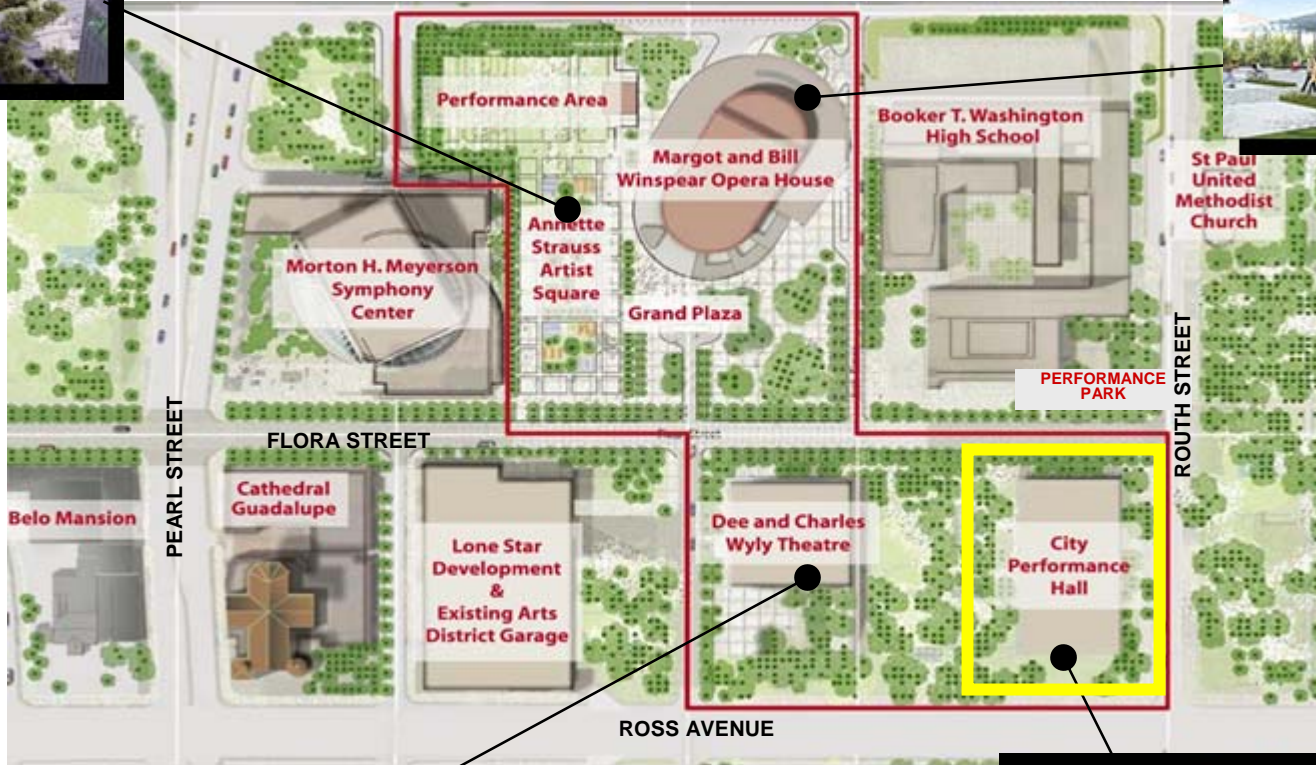 Performance Area
Margot and Bill
Winspear Opera House
Booker T. Washington
High School
St Paul
United
Methodist
Church
Annette
Strauss
Artist
Square
Morton H. Meyerson
Symphony
Center
Grand Plaza
PERFORMANCE
PARK
PEARL STREET
FLORA STREET
ROUTH STREET
Belo Mansion
Cathedral
Guadalupe
Lone Star
Development
&
Existing Arts
District Garage
Dee and Charles
Wyly Theatre
City
Performance
Hall
ROSS AVENUE